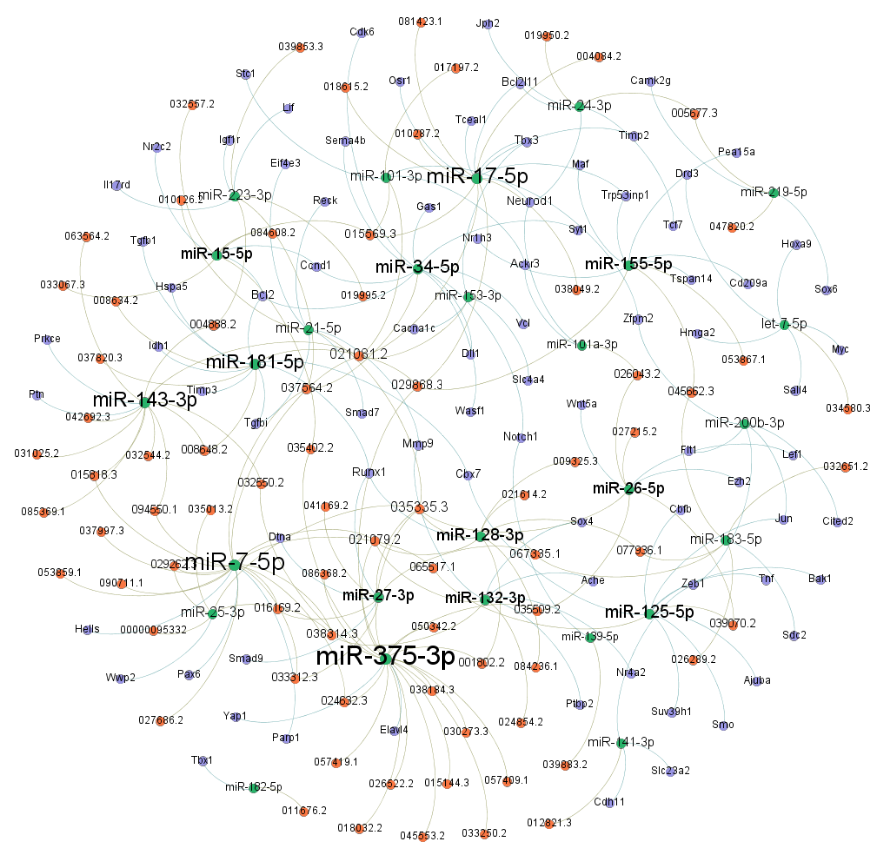 081423.1
Jph2
019950.2
Cdk6
039853.3
004084.2
017197.2
Stc1
018615.2
Osr1
Bcl2l11
Camk2g
032557.2
Lif
miR-24-3p
005677.3
Tceal1
010287.2
Igf1r
Sema4b
Tbx3
Timp2
Nr2c2
Pea15a
Eif4e3
Maf
Drd3
Il17rd
miR-101-3p
miR-17-5p
miR-219-5p
010126.2
miR-223-3p
Reck
Neurod1
Trp53inp1
Gas1
047820.2
063564.2
084608.2
015569.3
Syt1
Tcf7
Tgfb1
Nr1h3
Hoxa9
miR-15-5p
Ccnd1
miR-34-5p
Ackr3
miR-155-5p
033067.3
Hspa5
Tspan14
Cd209a
Sox6
008634.2
Bcl2
019995.2
miR-153-3p
038049.2
004888.2
miR-21-5p
Cacna1c
Vcl
Zfpm2
let-7-5p
Prkce
Idh1
Hmga2
037820.3
miR-181-5p
021081.2
Dll1
miR-101a-3p
Myc
053867.1
026043.2
Ptn
Timp3
037564.2
029868.3
Slc4a4
045662.3
Sall4
miR-143-3p
Smad7
Wasf1
Wnt5a
034580.3
042692.3
Tgfbi
miR-200b-3p
027215.2
031025.2
032544.2
008648.2
035402.2
Mmp9
Notch1
Flt1
Lef1
015818.3
Runx1
Cbx7
009325.3
032651.2
032550.2
Ezh2
085369.1
094550.1
035013.2
041169.2
035335.3
021614.2
miR-26-5p
Cbfb
Jun
Cited2
037997.3
Dtna
021079.2
miR-128-3p
Sox4
miR-183-5p
067335.1
077936.1
053859.1
miR-7-5p
086368.2
065517.1
Ache
Zeb1
Tnf
Bak1
090711.1
miR-27-3p
miR-132-3p
016169.2
miR-25-3p
035509.2
miR-125-5p
Hells
00000095332
038314.3
050342.2
miR-139-5p
039070.2
Sdc2
Smad9
miR-375-3p
001802.2
084236.1
026289.2
Wwp2
Pax6
033312.3
Nr4a2
Ajuba
038184.3
024632.3
Ptbp2
Suv39h1
027686.2
Yap1
024854.2
Smo
Parp1
Elavl4
030273.3
miR-141-3p
Tbx1
057419.1
039883.2
Slc23a2
miR-182-5p
026522.2
015144.3
057409.1
Cdh11
011676.2
018032.2
045553.2
033250.2
012821.3